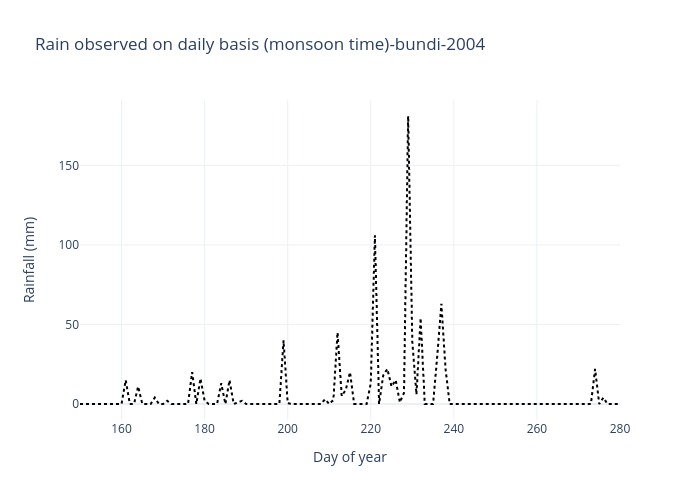 Rain observed on daily basis (monsoon time)-bundi-2004
150
100
50
0
Rainfall (mm)
160 180 200 220 240 260 280
Day of year